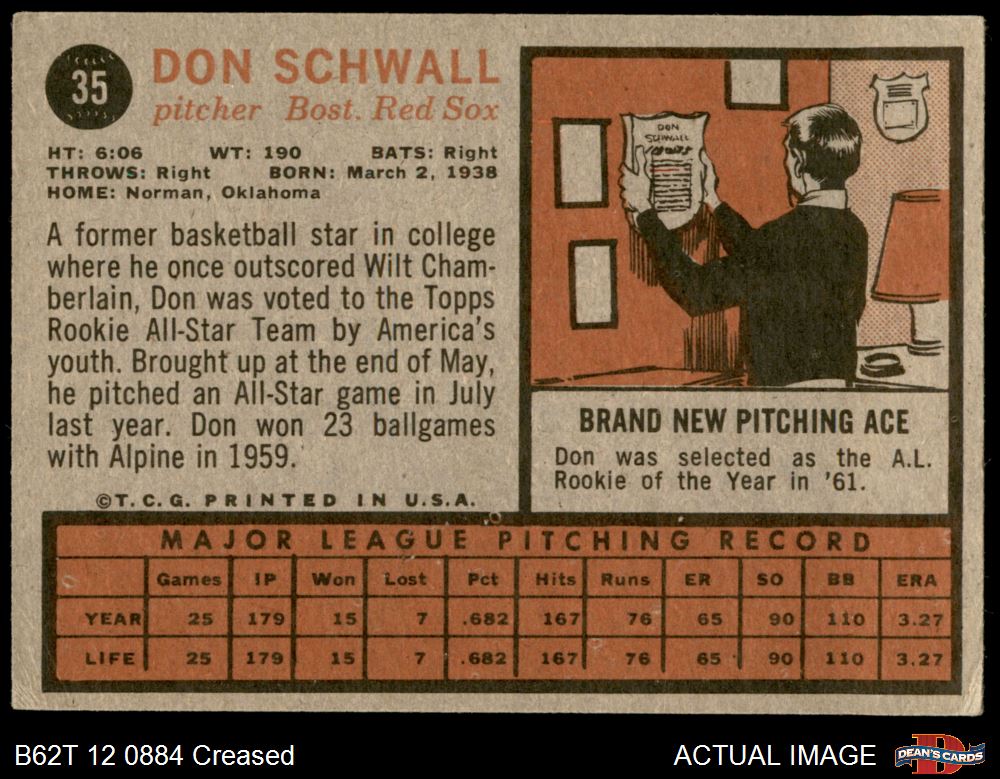 35
DON SCHWALL
pitcher Bost. Red Sox
HT: 6:06 WT: 190 BATS: Right
THROWS: Right BORN: March 2, 1938
HOME: Norman, Oklahoma
A former basketball star in college
where he once outscored Wilt Cham-
berlain, Don was voted to the Topps
Rookie All-Star Team by America's
youth. Brought up at the end of May,
he pitched an All-Star game in July
last year. Don won 23 ballgames
with Alpine in 1959.
©T.C.G. PRINTED IN U.S.A.
DON
SCHWALL
BRAND NEW PITCHING ACE
Don was selected as the A.L.
Rookie of the Year in '61.
MAJOR LEAGUE PITCHING RECORD
Games IP Won Lost Pct Hits Runs ER SO BB ERA
YEAR 25 179 15 7 .682 167 76 65 90 110 3.27
LIFE 25 179 15 7 .682 167 76 65 90 110 3.27
B62T 12 0884 Creased
ACTUAL IMAGE
D
DEAN'S CARDS